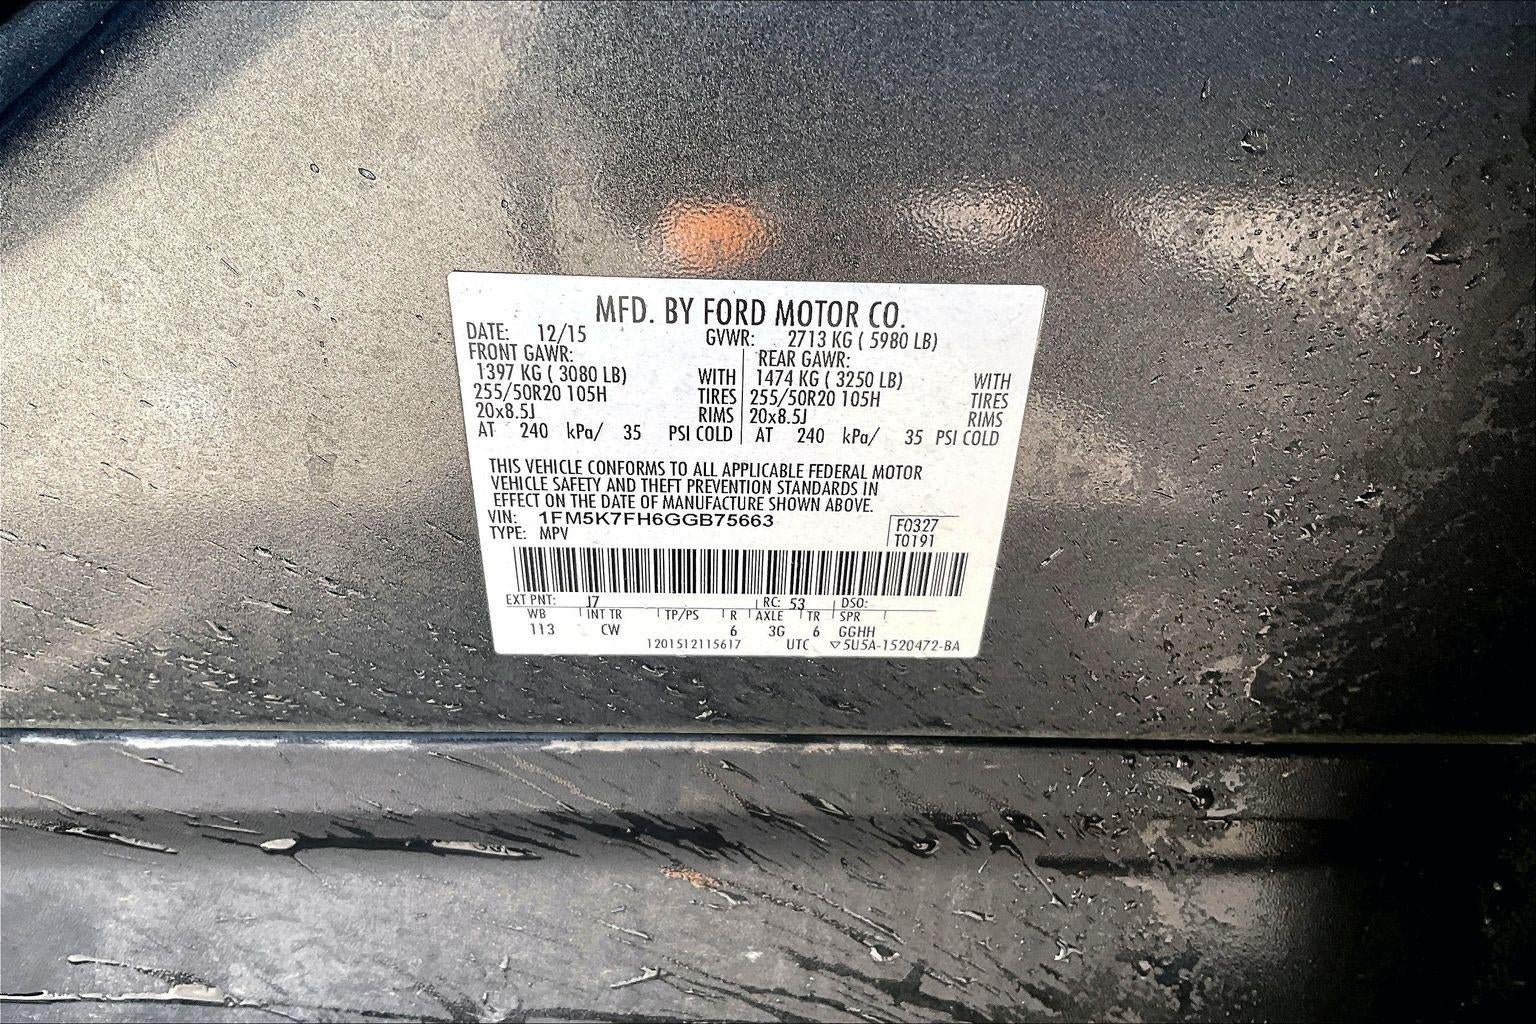 MFD. BY FORD MOTOR CO.
DATE: 12/15 GVWR: 2713 KG ( 5980 LB)
FRONT GAWR: REAR GAWR:
1397 KG ( 3080 LB) WITH 1474 KG ( 3250 LB) WITH
255/50R20 105H TIRES 255/50R20 105H TIRES
20x8.5J RIMS 20x8.5J RIMS
AT 240 kPa/ 35 PSI COLD AT 240 kPa/ 35 PSI COLD
THIS VEHICLE CONFORMS TO ALL APPLICABLE FEDERAL MOTOR
VEHICLE SAFETY AND THEFT PREVENTION STANDARDS IN
EFFECT ON THE DATE OF MANUFACTURE SHOWN ABOVE.
VIN: 1FM5K7FH6GGB75663 F0327
TYPE: MPV T0191
EXT PNT: J7 RC: 53 DSO:
WB INT TR TP/PS R AXLE TR SPR
113 CW 6 3G 6 GGHH
1201512115617 UTC ▽5U5A-1520472-BA